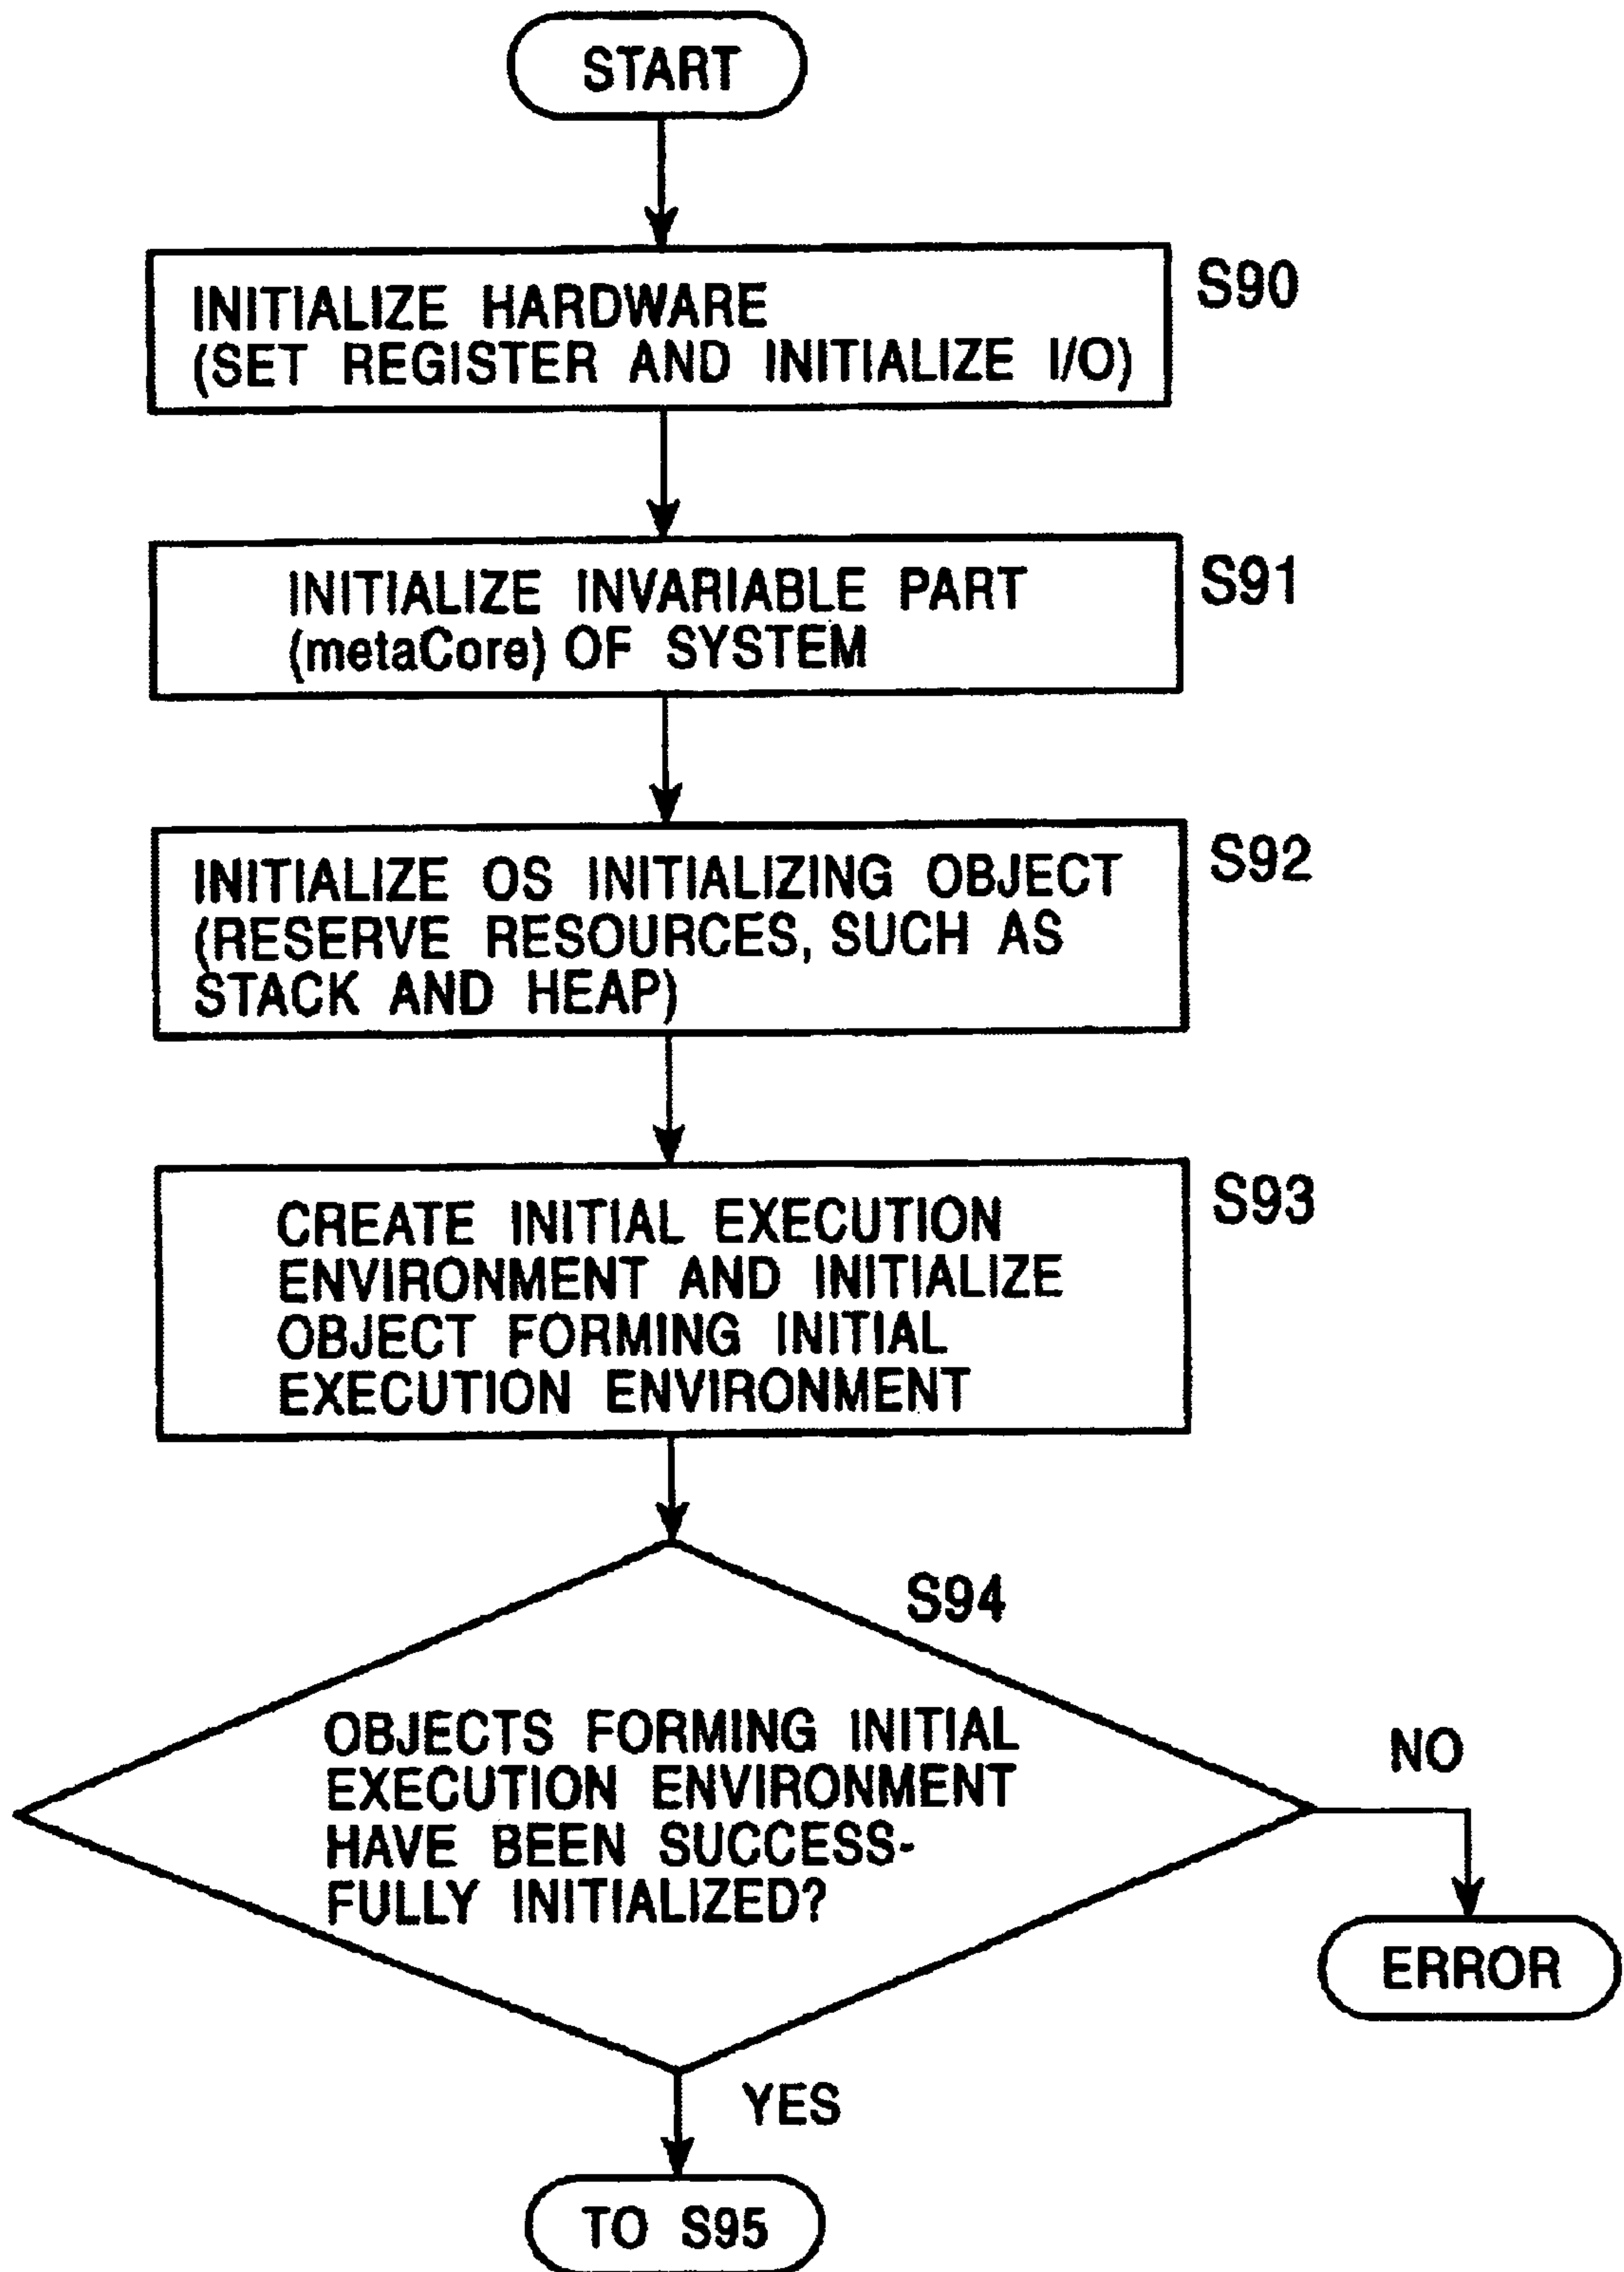 START
S90
INITIALIZE HARDWARE
(SET REGISTER AND INITIALIZE I/O)
S91
INITIALIZE INVARIABLE PART
(metaCore) OF SYSTEM
S92
INITIALIZE OS INITIALIZING OBJECT
(RESERVE RESOURCES, SUCH AS
STACK AND HEAP)
S93
CREATE INITIAL EXECUTION
ENVIRONMENT AND INITIALIZE
OBJECT FORMING INITIAL
EXECUTION ENVIRONMENT
S94
OBJECTS FORMING INITIAL
EXECUTION ENVIRONMENT
HAVE BEEN SUCCESS-
FULLY INITIALIZED?
NO
ERROR
YES
TO S95